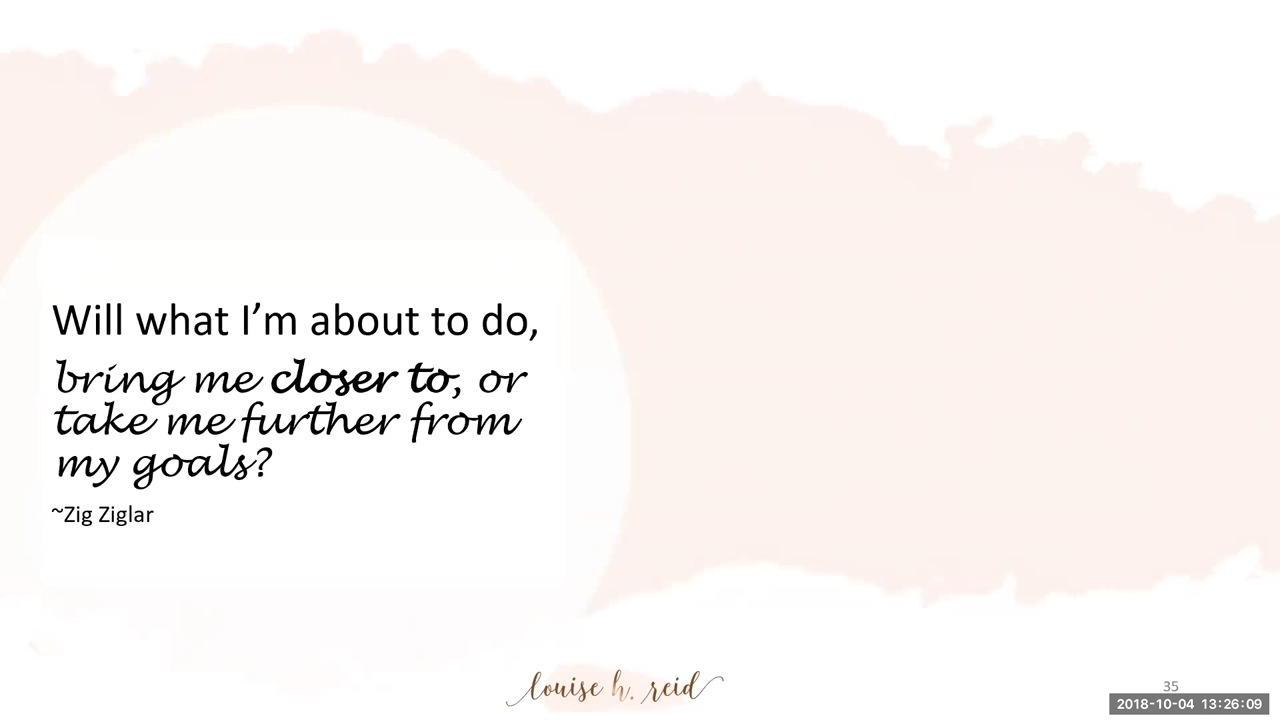 Will what I’m about to do,
bring me closer to, or
take me further from
my goals?
~Zig Ziglar
louise h. reid
35
2018-10-04 13:26:09